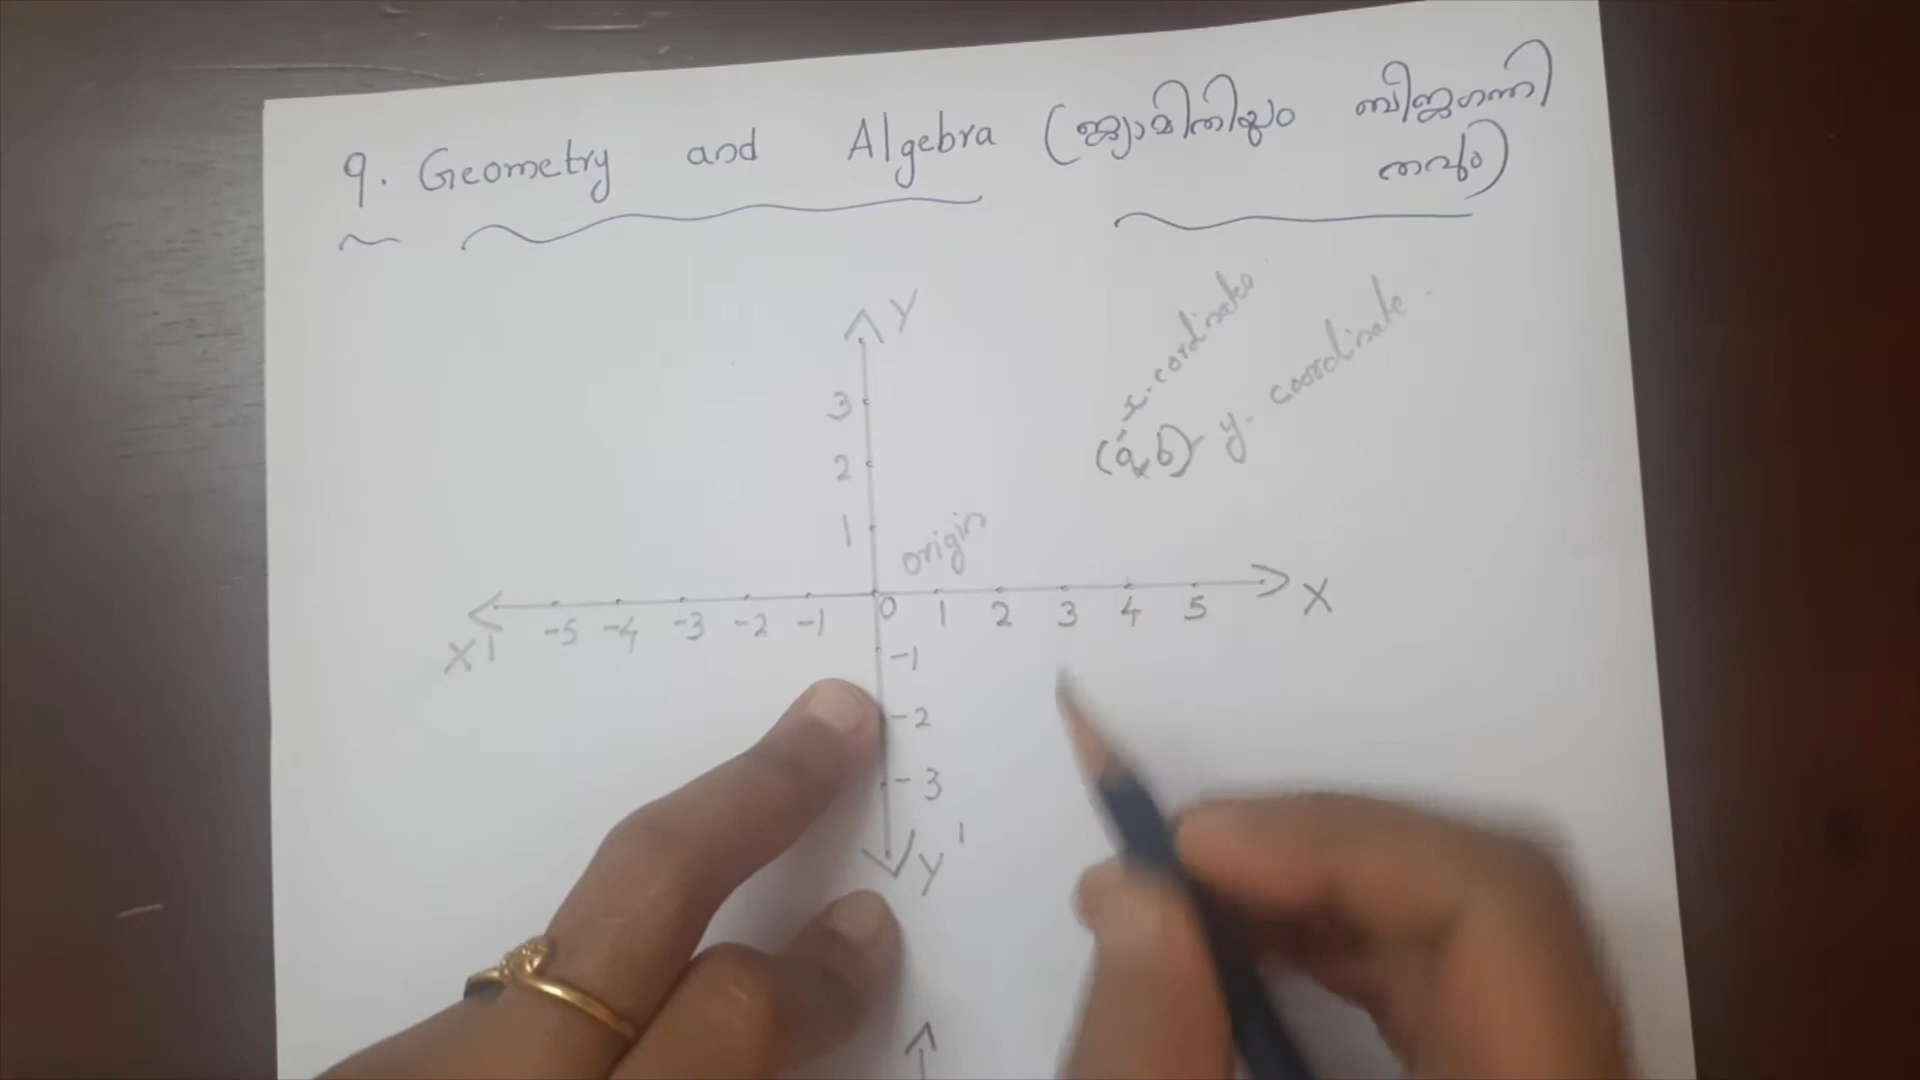 9. Geometry and Algebra (ജ്യാമിതിയും ബീജഗണി
തവും)
Y
x-cordinate
(a,b) y-coordinate
3
2
1
origin
X' -5 -4 -3 -2 -1 0 1 2 3 4 5 X
-1
-2
-3
Y'